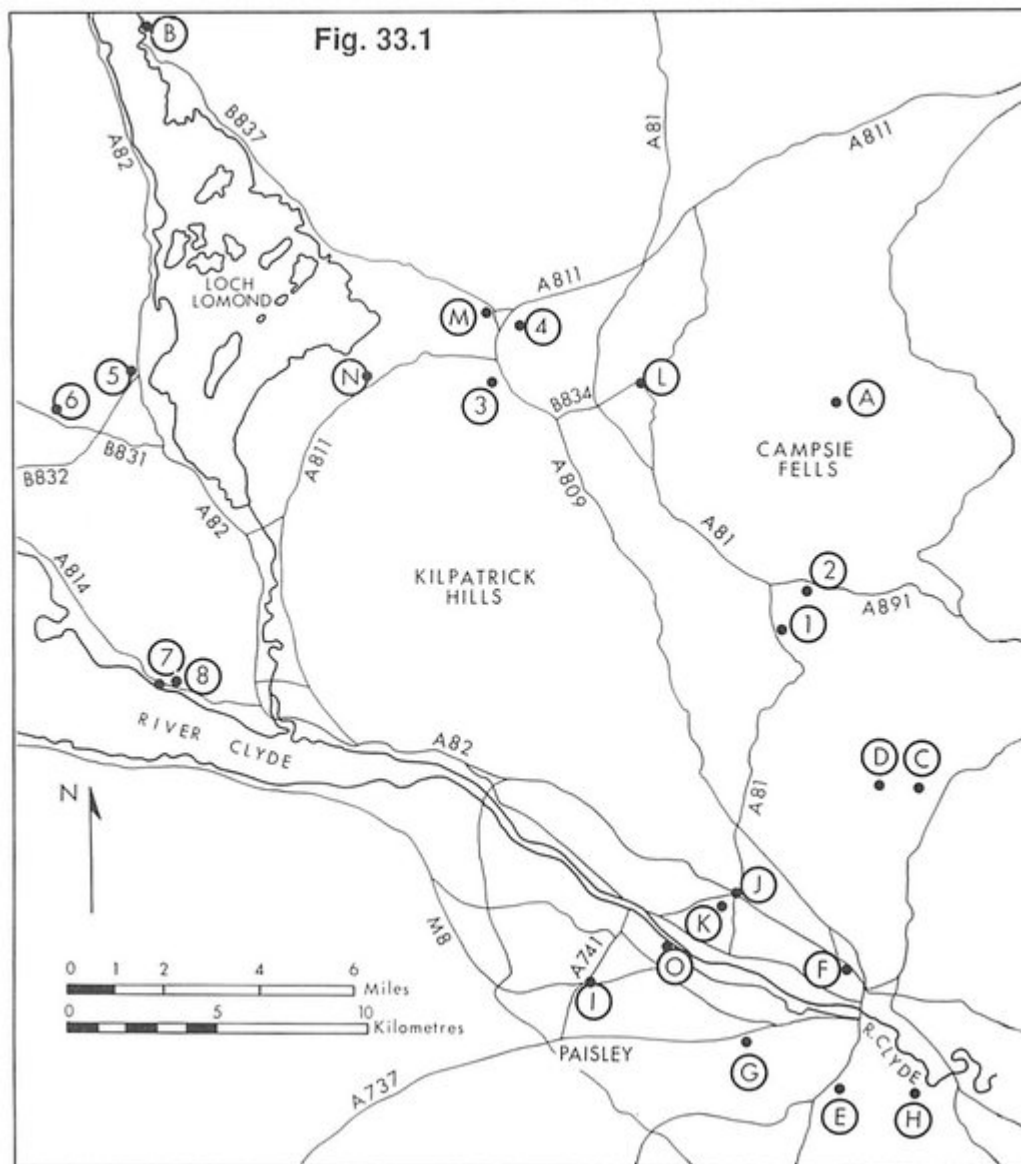 Fig. 33.1
B
B837
A82
A81
A811
LOCH
LOMOND
A811
M
4
5
N
L
6
3
B834
A
B831
A811
CAMPSIE
FELLS
B832
A809
A82
A81
A814
KILPATRICK
HILLS
2
A891
1
7
8
RIVER CLYDE
A82
D
C
N
A81
J
K
M8
A741
O
F
0 1 2 4 6
Miles
I
0 5 10
Kilometres
PAISLEY
G
R. CLYDE
A737
E
H